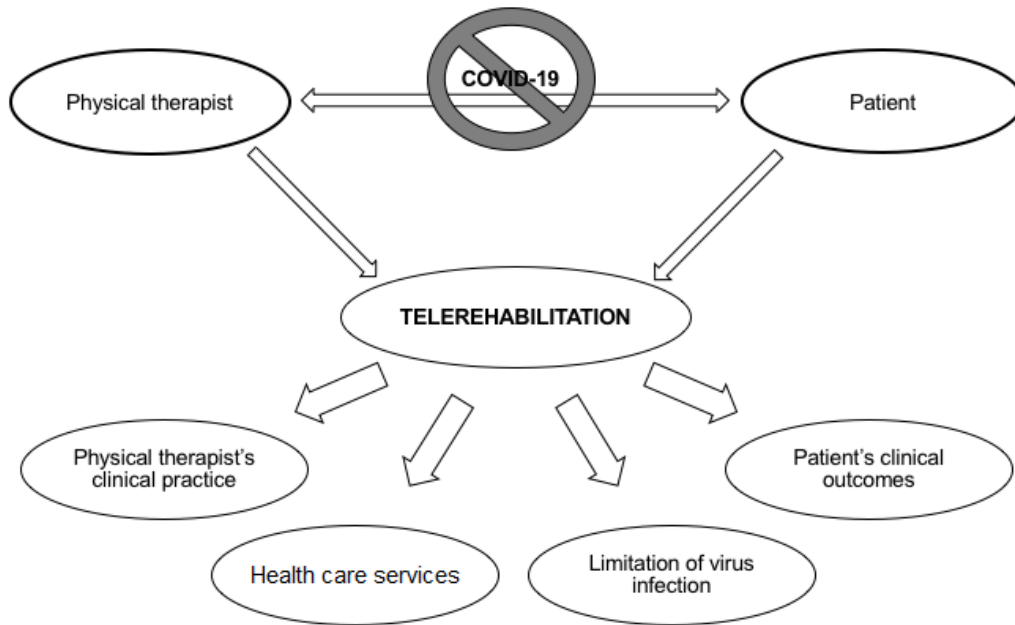 COVID-19
Physical therapist
Patient
TELEREHABILITATION
Physical therapist’s
clinical practice
Patient’s clinical
outcomes
Health care services
Limitation of virus
infection